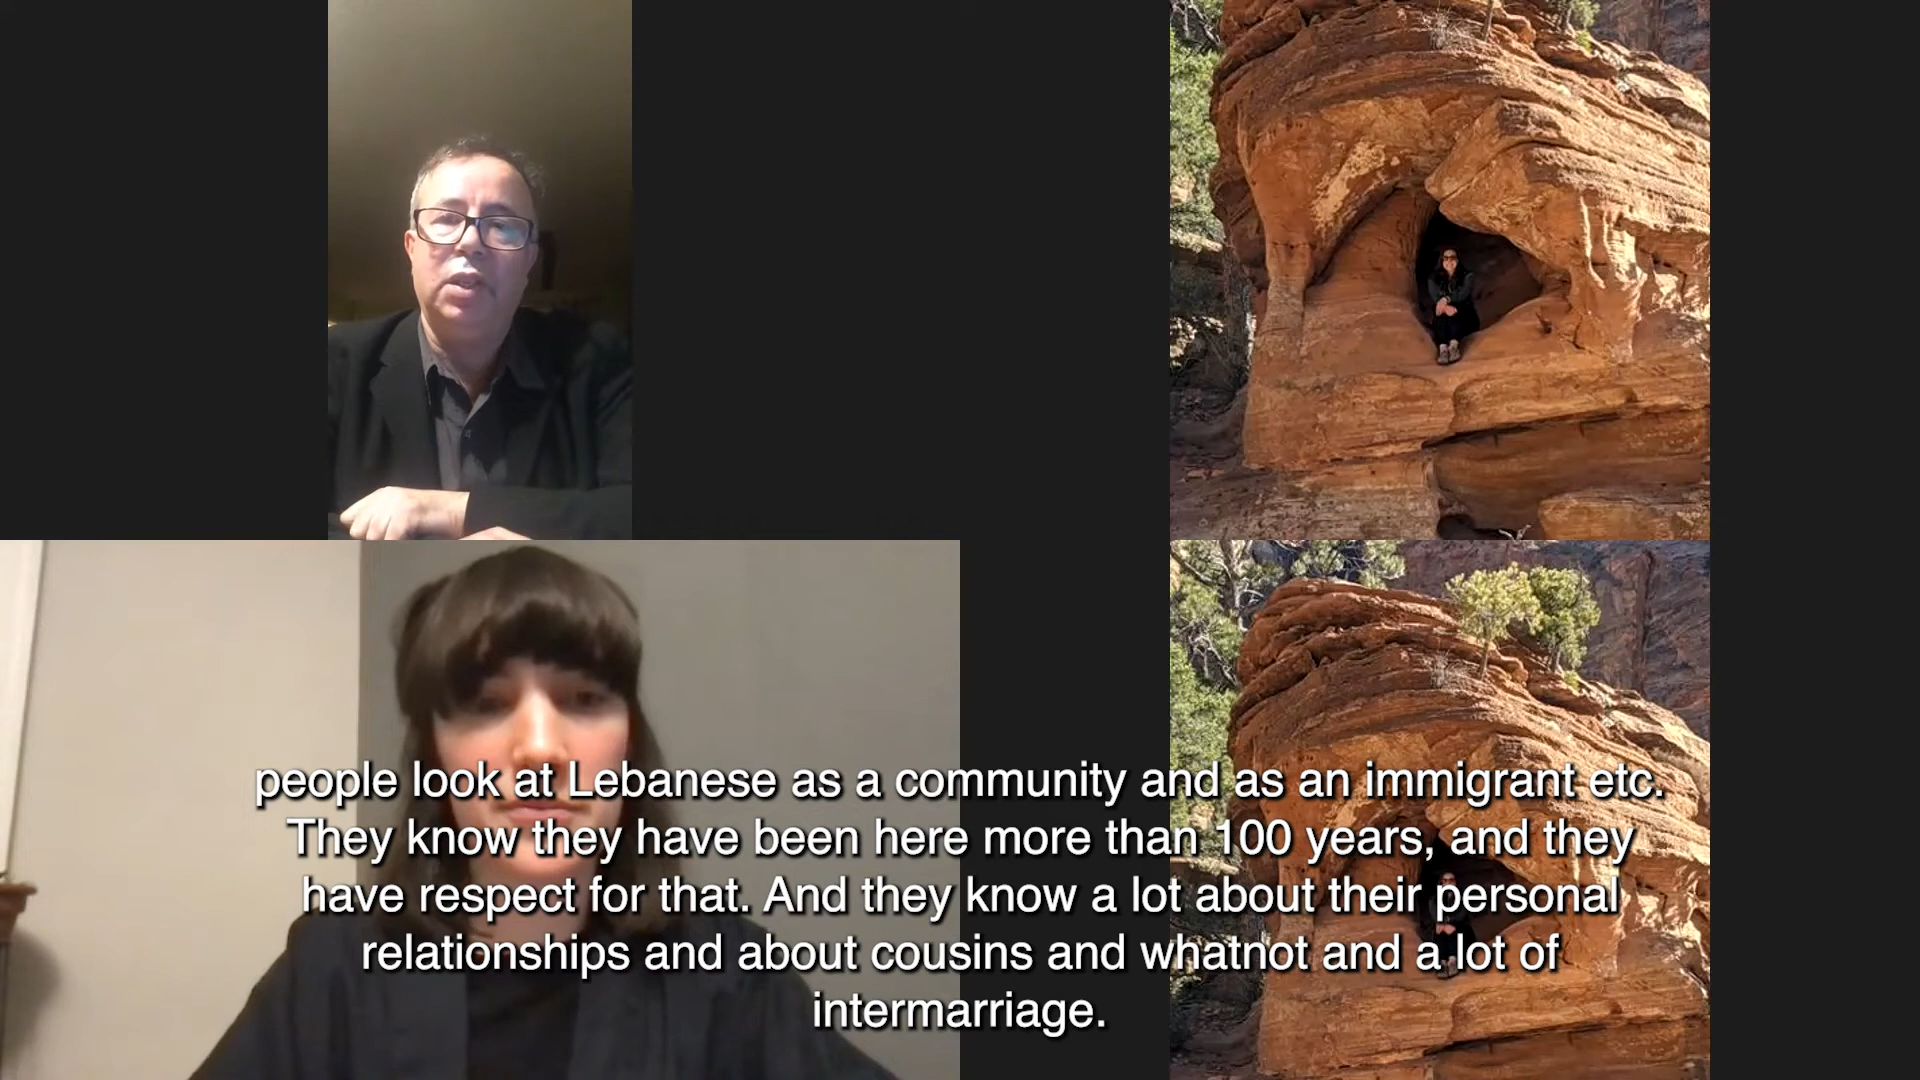 people look at Lebanese as a community and as an immigrant etc.
They know they have been here more than 100 years, and they
have respect for that. And they know a lot about their personal
relationships and about cousins and whatnot and a lot of
intermarriage.